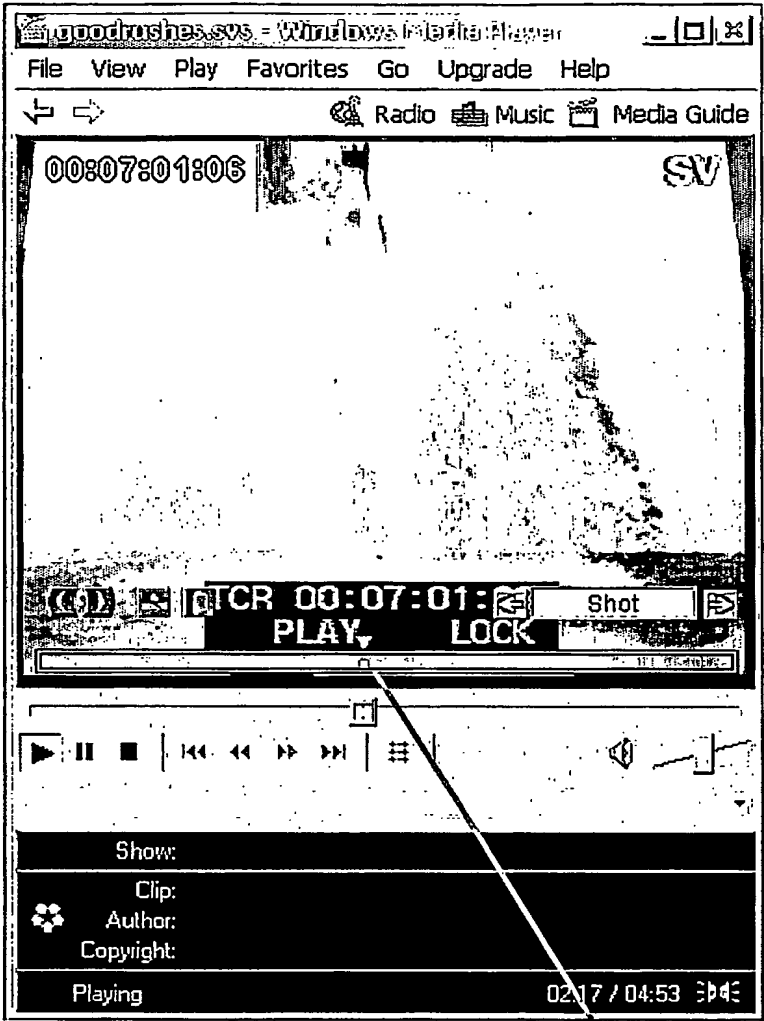 goodrushes.svs - Windows Media Player
File View Play Favorites Go Upgrade Help
Radio Music Media Guide
00:07:01:06 SV
TCR 00:07:01: Shot
PLAY LOCK
Show:
Clip:
Author:
Copyright:
Playing 02:17 / 04:53